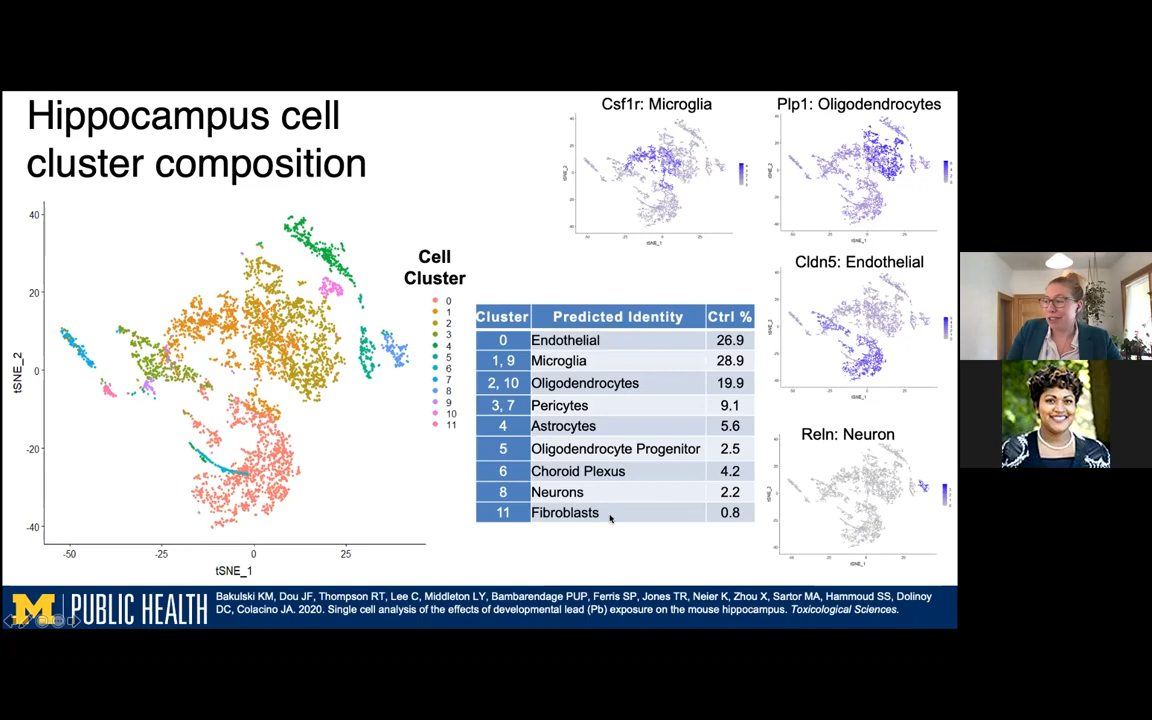 Hippocampus cell
cluster composition
40
20
0
-20
-40
tSNE_2
-50
-25
0
25
tSNE_1
Cell
Cluster
0
1
2
3
4
5
6
7
8
9
10
11
Cluster Predicted Identity Ctrl %
0 Endothelial 26.9
1, 9 Microglia 28.9
2, 10 Oligodendrocytes 19.9
3, 7 Pericytes 9.1
4 Astrocytes 5.6
5 Oligodendrocyte Progenitor 2.5
6 Choroid Plexus 4.2
8 Neurons 2.2
11 Fibroblasts 0.8
Csf1r: Microglia
tSNE_1
Plp1: Oligodendrocytes
tSNE_1
Cldn5: Endothelial
tSNE_1
Reln: Neuron
tSNE_1
M PUBLIC HEALTH
Bakulski KM, Dou JF, Thompson RT, Lee C, Middleton LY, Bambarendage PUP, Ferris SP, Jones TR, Neier K, Zhou X, Sartor MA, Hammoud SS, Dolinoy
DC, Colacino JA. 2020. Single cell analysis of the effects of developmental lead (Pb) exposure on the mouse hippocampus. Toxicological Sciences.